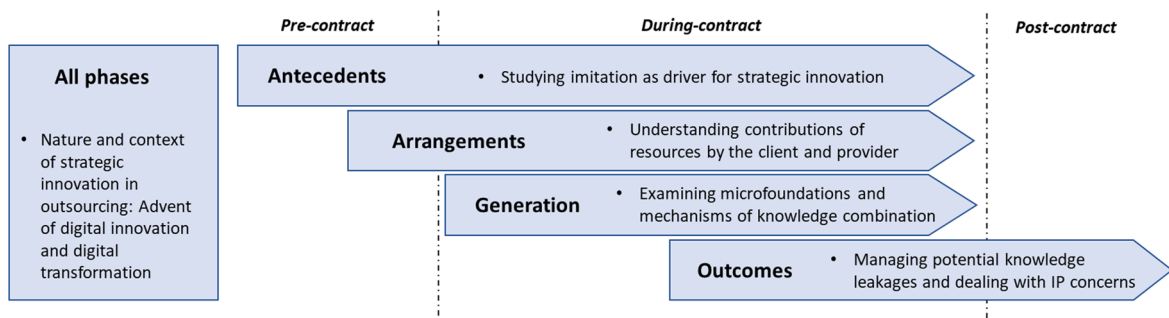 Pre-contract
During-contract
Post-contract
All phases
• Nature and context
of strategic
innovation in
outsourcing: Advent
of digital innovation
and digital
transformation
Antecedents
• Studying imitation as driver for strategic innovation
Arrangements
• Understanding contributions of
resources by the client and provider
Generation
• Examining microfoundations and
mechanisms of knowledge combination
Outcomes
• Managing potential knowledge
leakages and dealing with IP concerns